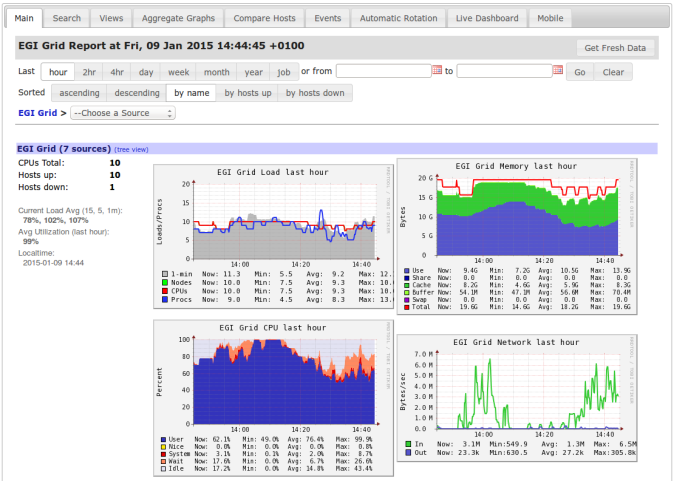 Main Search Views Aggregate Graphs Compare Hosts Events Automatic Rotation Live Dashboard Mobile
EGI Grid Report at Fri, 09 Jan 2015 14:44:45 +0100
Get Fresh Data
Last hour 2hr 4hr day week month year job or from to Go Clear
Sorted ascending descending by name by hosts up by hosts down
EGI Grid > --Choose a Source
EGI Grid (7 sources) (tree view)
CPUs Total: 10
Hosts up: 10
Hosts down: 1
Current Load Avg (15, 5, 1m):
78%, 102%, 107%
Avg Utilization (last hour):
99%
Localtime:
2015-01-09 14:44
EGI Grid Load last hour
Loads/Procs
20
15
10
5
0
14:00 14:20 14:40
1-min Now: 11.3 Min: 5.5 Avg: 9.2 Max: 12.
Nodes Now: 10.0 Min: 7.5 Avg: 9.3 Max: 10.
CPUs Now: 10.0 Min: 7.5 Avg: 9.3 Max: 10.
Procs Now: 9.0 Min: 4.5 Avg: 8.3 Max: 13.
EGI Grid Memory last hour
Bytes
20 G
15 G
10 G
5 G
0
14:00 14:20 14:40
Use Now: 9.4G Min: 7.2G Avg: 10.5G Max: 13.9G
Share Now: 0.0 Min: 0.0 Avg: 0.0 Max: 0.0
Cache Now: 8.2G Min: 4.6G Avg: 5.9G Max: 8.3G
Buffer Now: 54.1M Min: 47.1M Avg: 56.6M Max: 70.4M
Swap Now: 0.0 Min: 0.0 Avg: 0.0 Max: 0.0
Total Now: 19.6G Min: 14.6G Avg: 18.2G Max: 19.6G
EGI Grid CPU last hour
Percent
100
80
60
40
20
0
14:00 14:20 14:40
User Now: 62.1% Min: 49.0% Avg: 76.4% Max: 99.9%
Nice Now: 0.0% Min: 0.0% Avg: 0.0% Max: 0.8%
System Now: 3.1% Min: 0.1% Avg: 2.0% Max: 8.7%
Wait Now: 17.6% Min: 0.0% Avg: 6.7% Max: 26.6%
Idle Now: 17.2% Min: 0.0% Avg: 14.8% Max: 43.4%
EGI Grid Network last hour
Bytes/sec
7.0 M
6.0 M
5.0 M
4.0 M
3.0 M
2.0 M
1.0 M
0.0
14:00 14:20 14:40
In Now: 3.1M Min:549.9 Avg: 1.3M Max: 6.5M
Out Now: 23.3k Min:630.5 Avg: 27.2k Max:305.8k